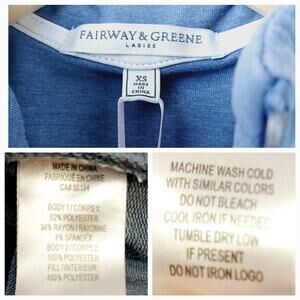 FAIRWAY & GREENE
LADIES
XS
MADE IN
CHINA
MADE IN CHINA
FABRIQUÉ EN CHINE
BODY 1 / CORPS 1
62% POLYESTER
34% RAYON / RAYONNE
4% SPANDEX
BODY 2 / CORPS 2
100% POLYESTER
FILL / INTERIEUR:
100% POLYESTER
MACHINE WASH COLD
WITH SIMILAR COLORS
DO NOT BLEACH
COOL IRON IF NEEDED
TUMBLE DRY LOW
IF PRESENT
DO NOT IRON LOGO